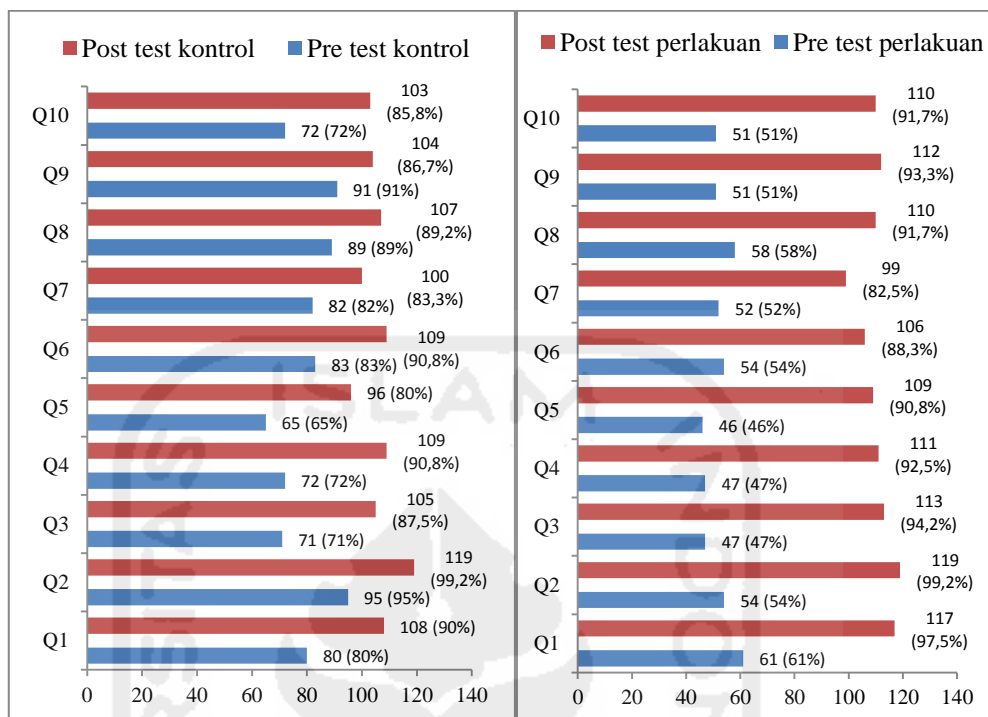 Post test kontrol Pre test kontrol
Q10
103
(85,8%)
72 (72%)
Q9
104
(86,7%)
91 (91%)
Q8
107
(89,2%)
89 (89%)
Q7
100
(83,3%)
82 (82%)
Q6
109
(90,8%)
83 (83%)
Q5
96 (80%)
65 (65%)
Q4
109
(90,8%)
72 (72%)
Q3
105
(87,5%)
71 (71%)
Q2
119
(99,2%)
95 (95%)
Q1
108 (90%)
80 (80%)
0 20 40 60 80 100 120 140
Post test perlakuan Pre test perlakuan
Q10
110
(91,7%)
51 (51%)
Q9
112
(93,3%)
51 (51%)
Q8
110
(91,7%)
58 (58%)
Q7
99
(82,5%)
52 (52%)
Q6
106
(88,3%)
54 (54%)
Q5
109
(90,8%)
46 (46%)
Q4
111
(92,5%)
47 (47%)
Q3
113
(94,2%)
47 (47%)
Q2
119
(99,2%)
54 (54%)
Q1
117
(97,5%)
61 (61%)
0 20 40 60 80 100 120 140
ISLAM